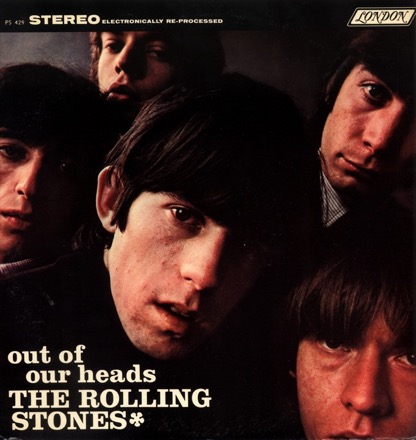 PS 429 STEREO ELECTRONICALLY RE-PROCESSED
LONDON
out of
our heads
THE ROLLING
STONES*